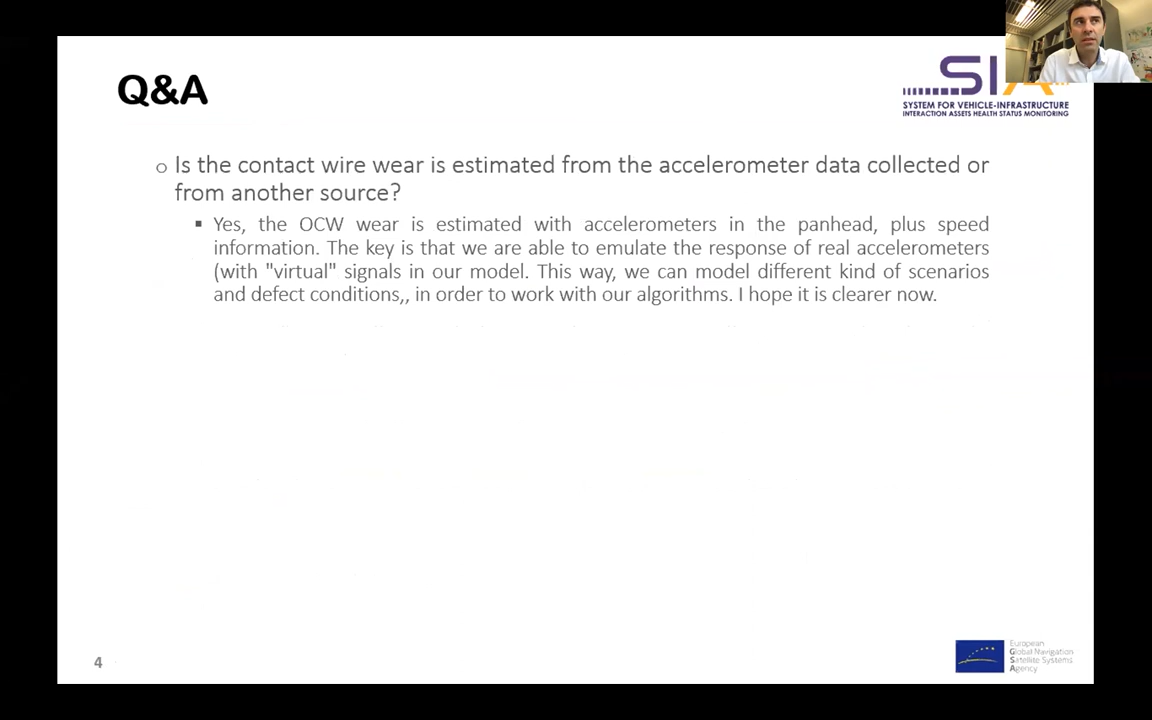 Q&A
SIA
SYSTEM FOR VEHICLE-INFRASTRUCTURE
INTERACTION ASSETS HEALTH STATUS MONITORING
o Is the contact wire wear is estimated from the accelerometer data collected or
from another source?
▪ Yes, the OCW wear is estimated with accelerometers in the panhead, plus speed
information. The key is that we are able to emulate the response of real accelerometers
(with "virtual" signals in our model. This way, we can model different kind of scenarios
and defect conditions,, in order to work with our algorithms. I hope it is clearer now.
4
European
Global Navigation
Satellite Systems
Agency